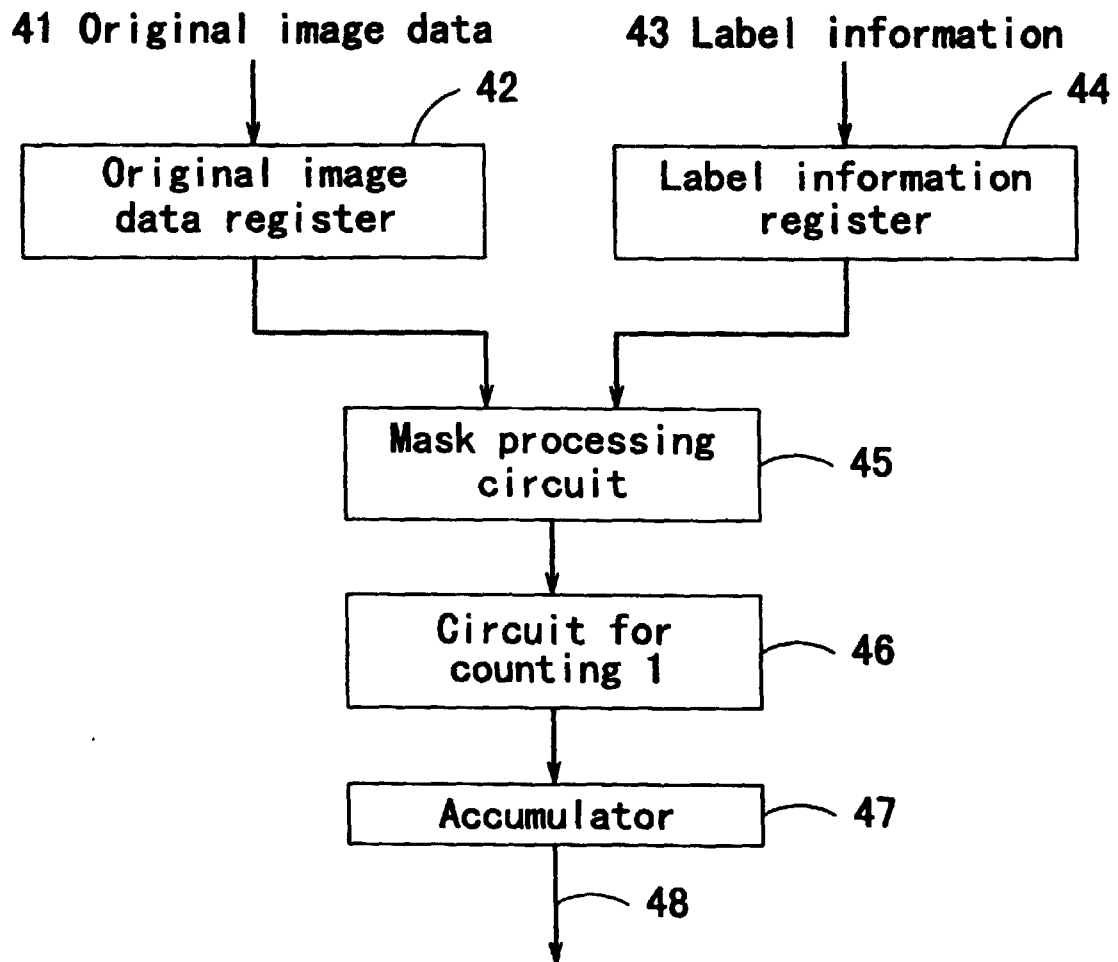 41 Original image data
43 Label information
42
44
Original image
data register
Label information
register
Mask processing
circuit
45
Circuit for
counting 1
46
Accumulator
47
48